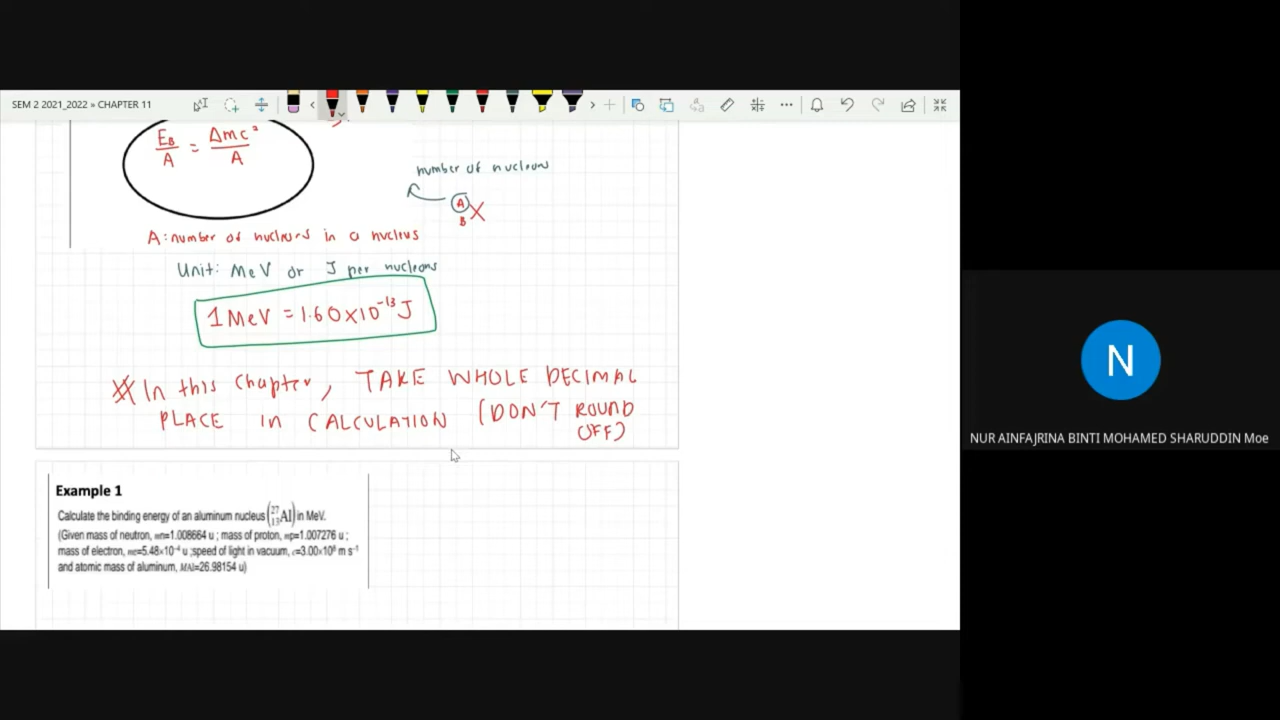 SEM 2 2021_2022 » CHAPTER 11
E_B/A = Δmc²/A
number of nucleons
A
B X
A: number of nucleons in a nucleus
Unit: MeV or J per nucleons
1 MeV = 1.60x10⁻¹³ J
* In this chapter, TAKE WHOLE DECIMAL
PLACE in CALCULATION (DON'T ROUND
OFF)
Example 1
Calculate the binding energy of an aluminum nucleus (²⁷₁₃Al) in MeV.
(Given mass of neutron, mn=1.008664 u ; mass of proton, mp=1.007276 u ;
mass of electron, me=5.48×10⁻⁴ u ;speed of light in vacuum, c=3.00×10⁸ m s⁻¹
and atomic mass of aluminum, MAl=26.98154 u)
N
NUR AINFAJRINA BINTI MOHAMED SHARUDDIN Moe